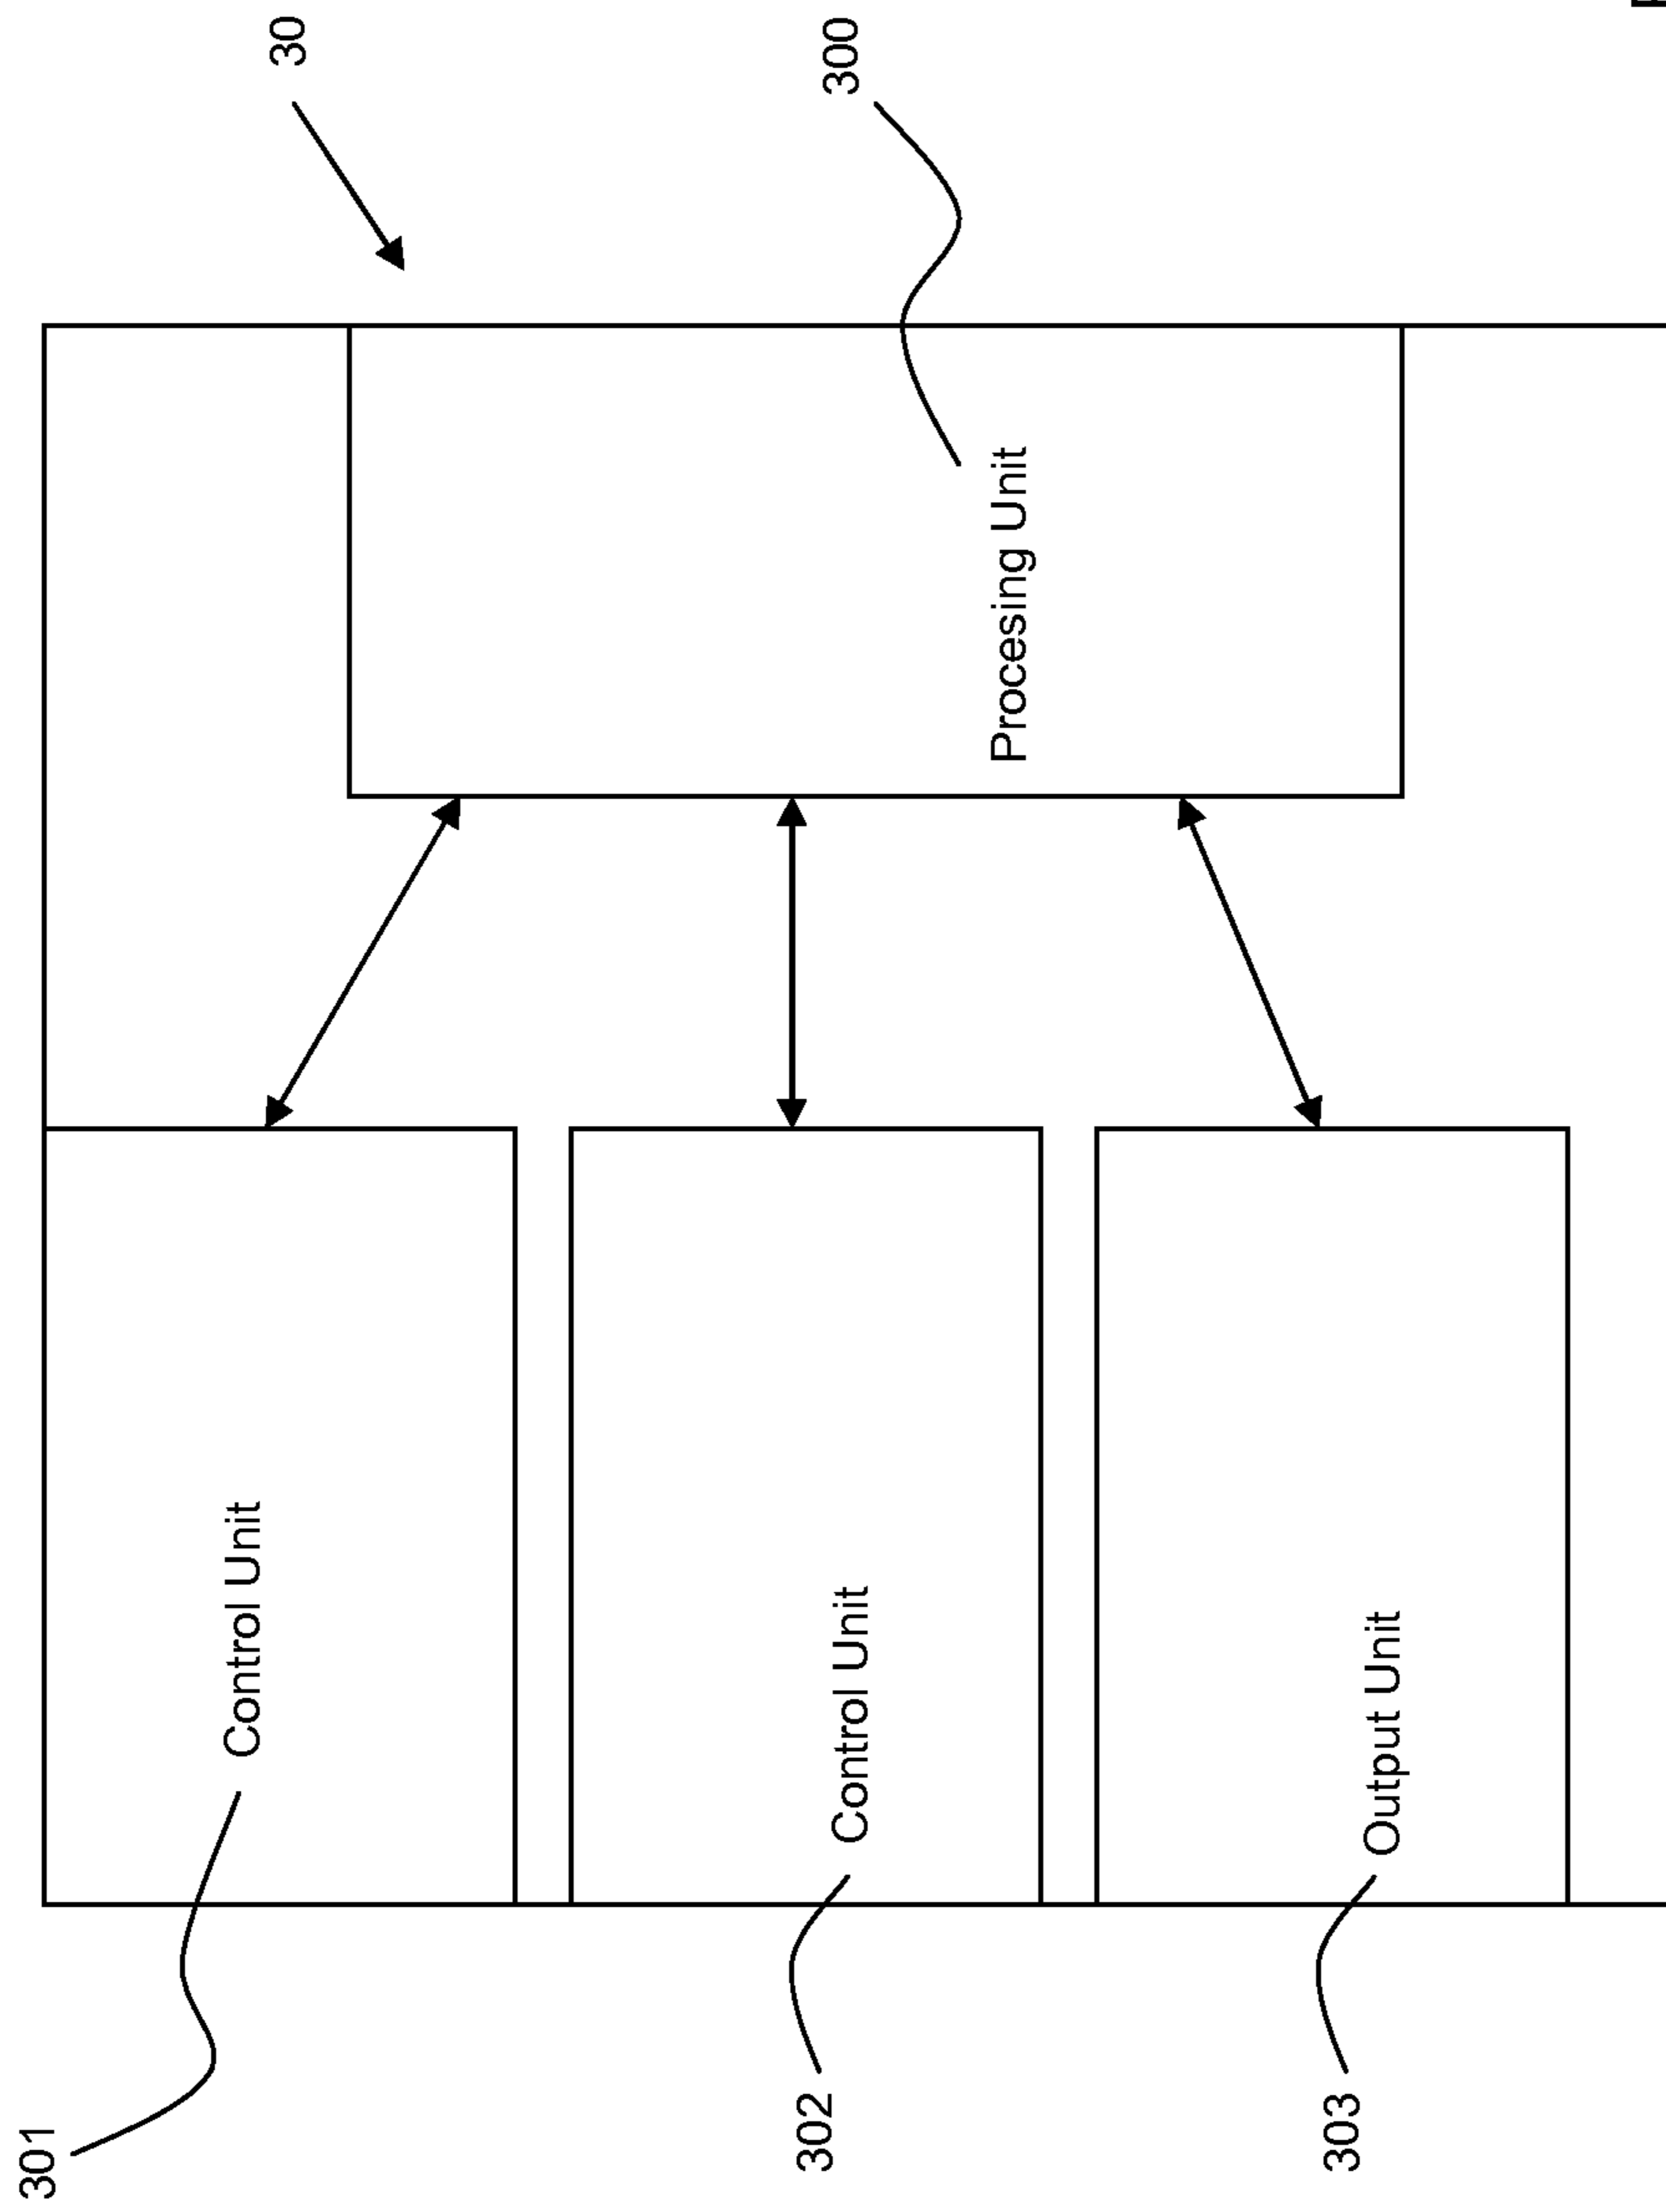 301
Control Unit
30
302
Control Unit
300
Procesing Unit
303
Output Unit